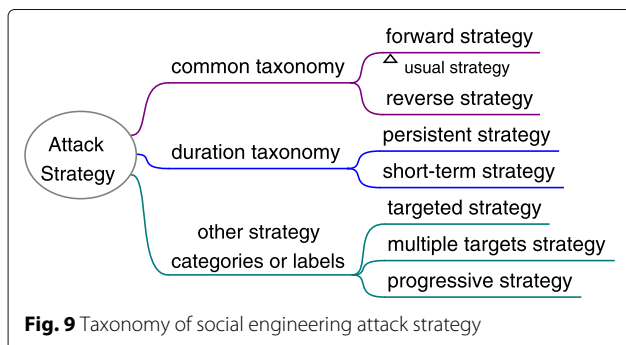 Attack
Strategy
common taxonomy
forward strategy
usual strategy
reverse strategy
duration taxonomy
persistent strategy
short-term strategy
other strategy
categories or labels
targeted strategy
multiple targets strategy
progressive strategy
Fig. 9 Taxonomy of social engineering attack strategy